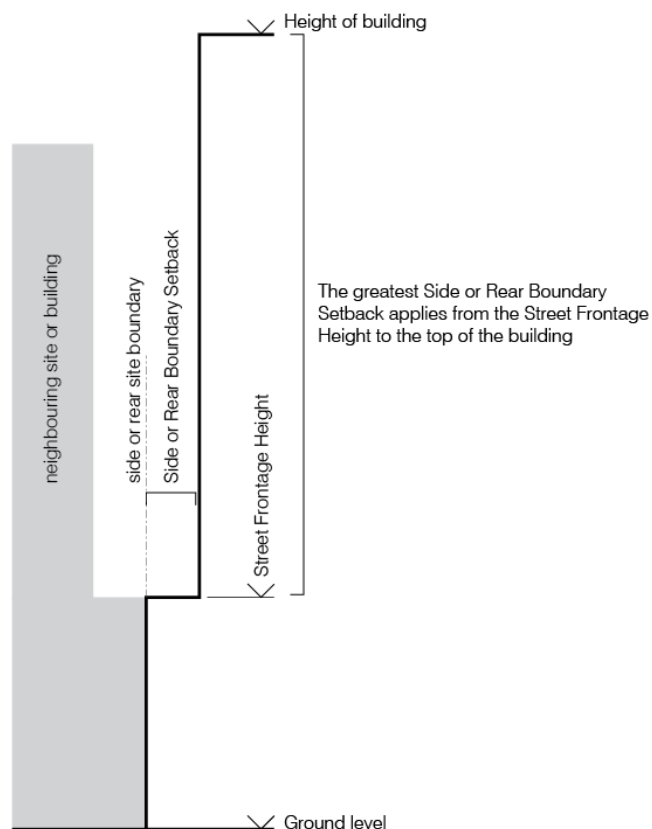 Height of building
neighbouring site or building
side or rear site boundary
Side or Rear Boundary Setback
Street Frontage Height
The greatest Side or Rear Boundary
Setback applies from the Street Frontage
Height to the top of the building
Ground level